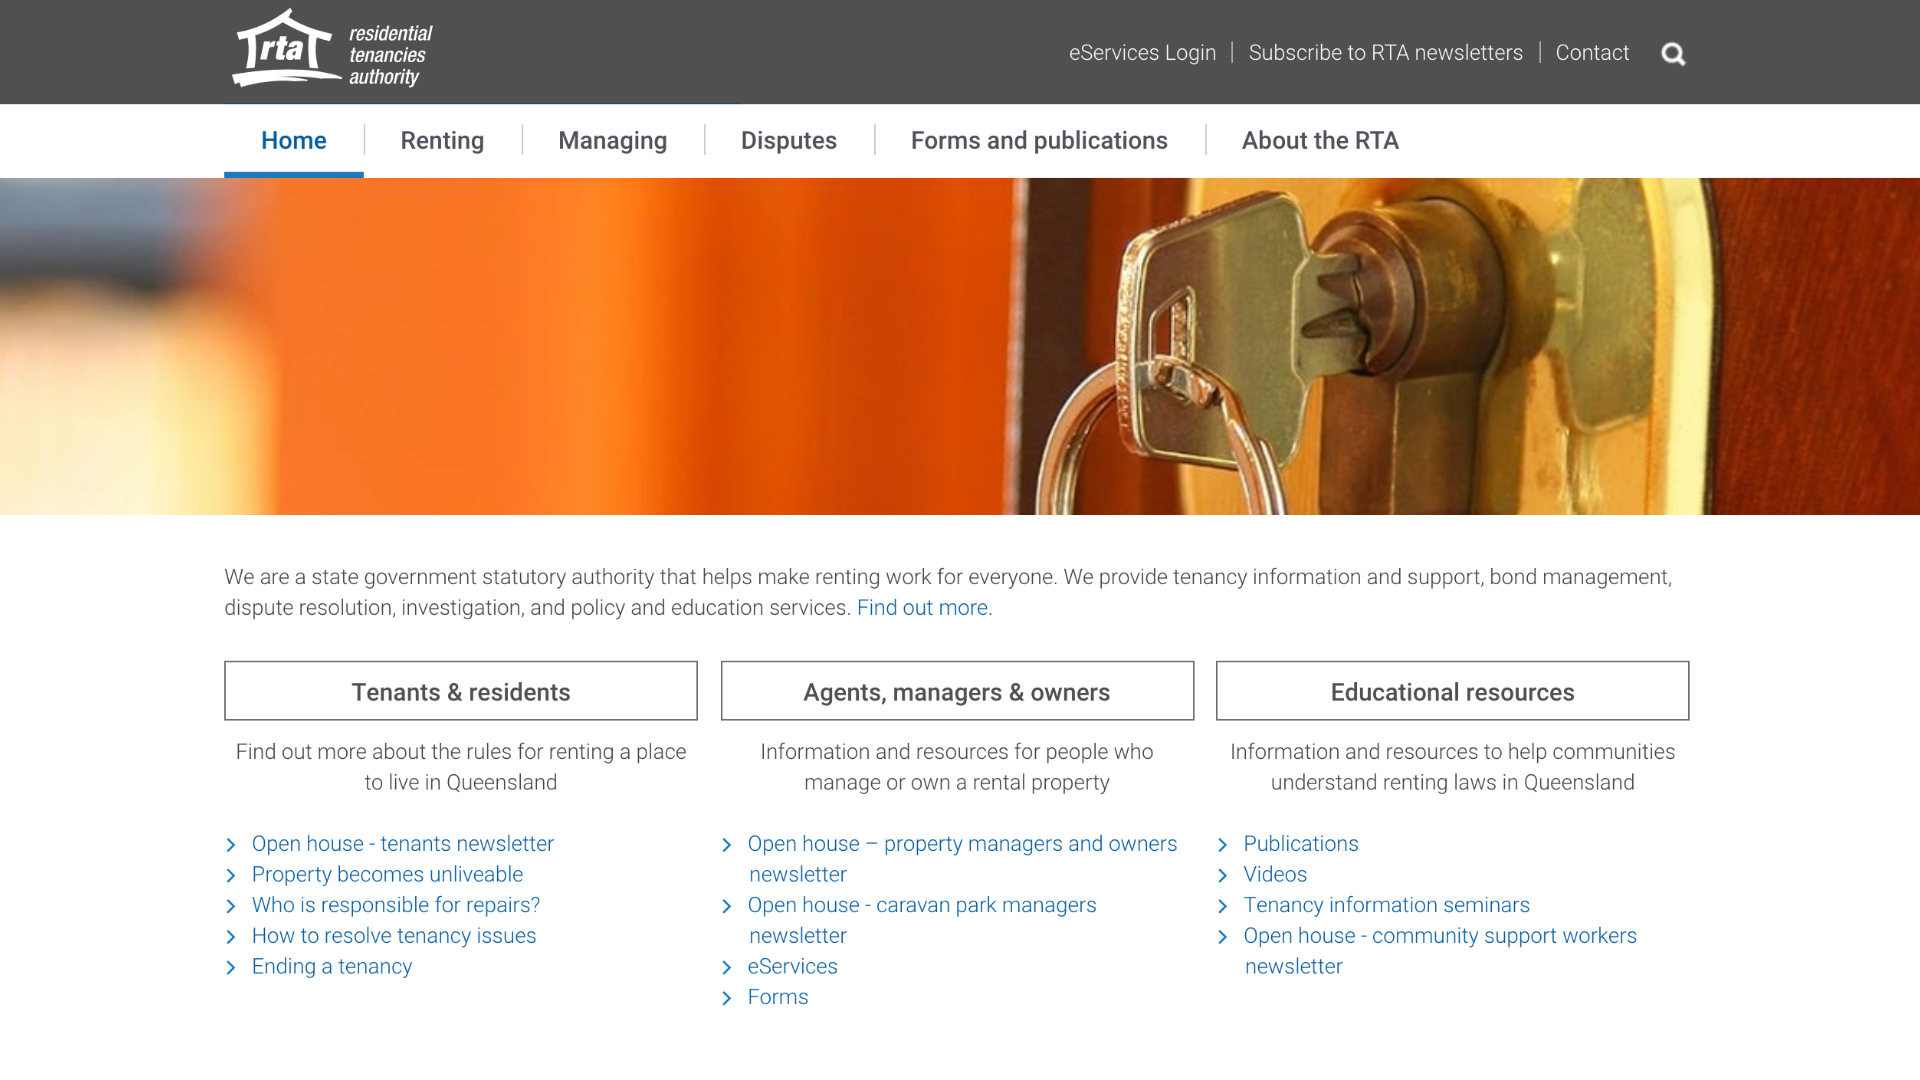 rta
residential
tenancies
authority
eServices Login
Subscribe to RTA newsletters
Contact
Home
Renting
Managing
Disputes
Forms and publications
About the RTA
We are a state government statutory authority that helps make renting work for everyone. We provide tenancy information and support, bond management,
dispute resolution, investigation, and policy and education services. Find out more.
Tenants & residents
Find out more about the rules for renting a place
to live in Queensland
Open house - tenants newsletter
Property becomes unliveable
Who is responsible for repairs?
How to resolve tenancy issues
Ending a tenancy
Agents, managers & owners
Information and resources for people who
manage or own a rental property
Open house – property managers and owners
newsletter
Open house - caravan park managers
newsletter
eServices
Forms
Educational resources
Information and resources to help communities
understand renting laws in Queensland
Publications
Videos
Tenancy information seminars
Open house - community support workers
newsletter